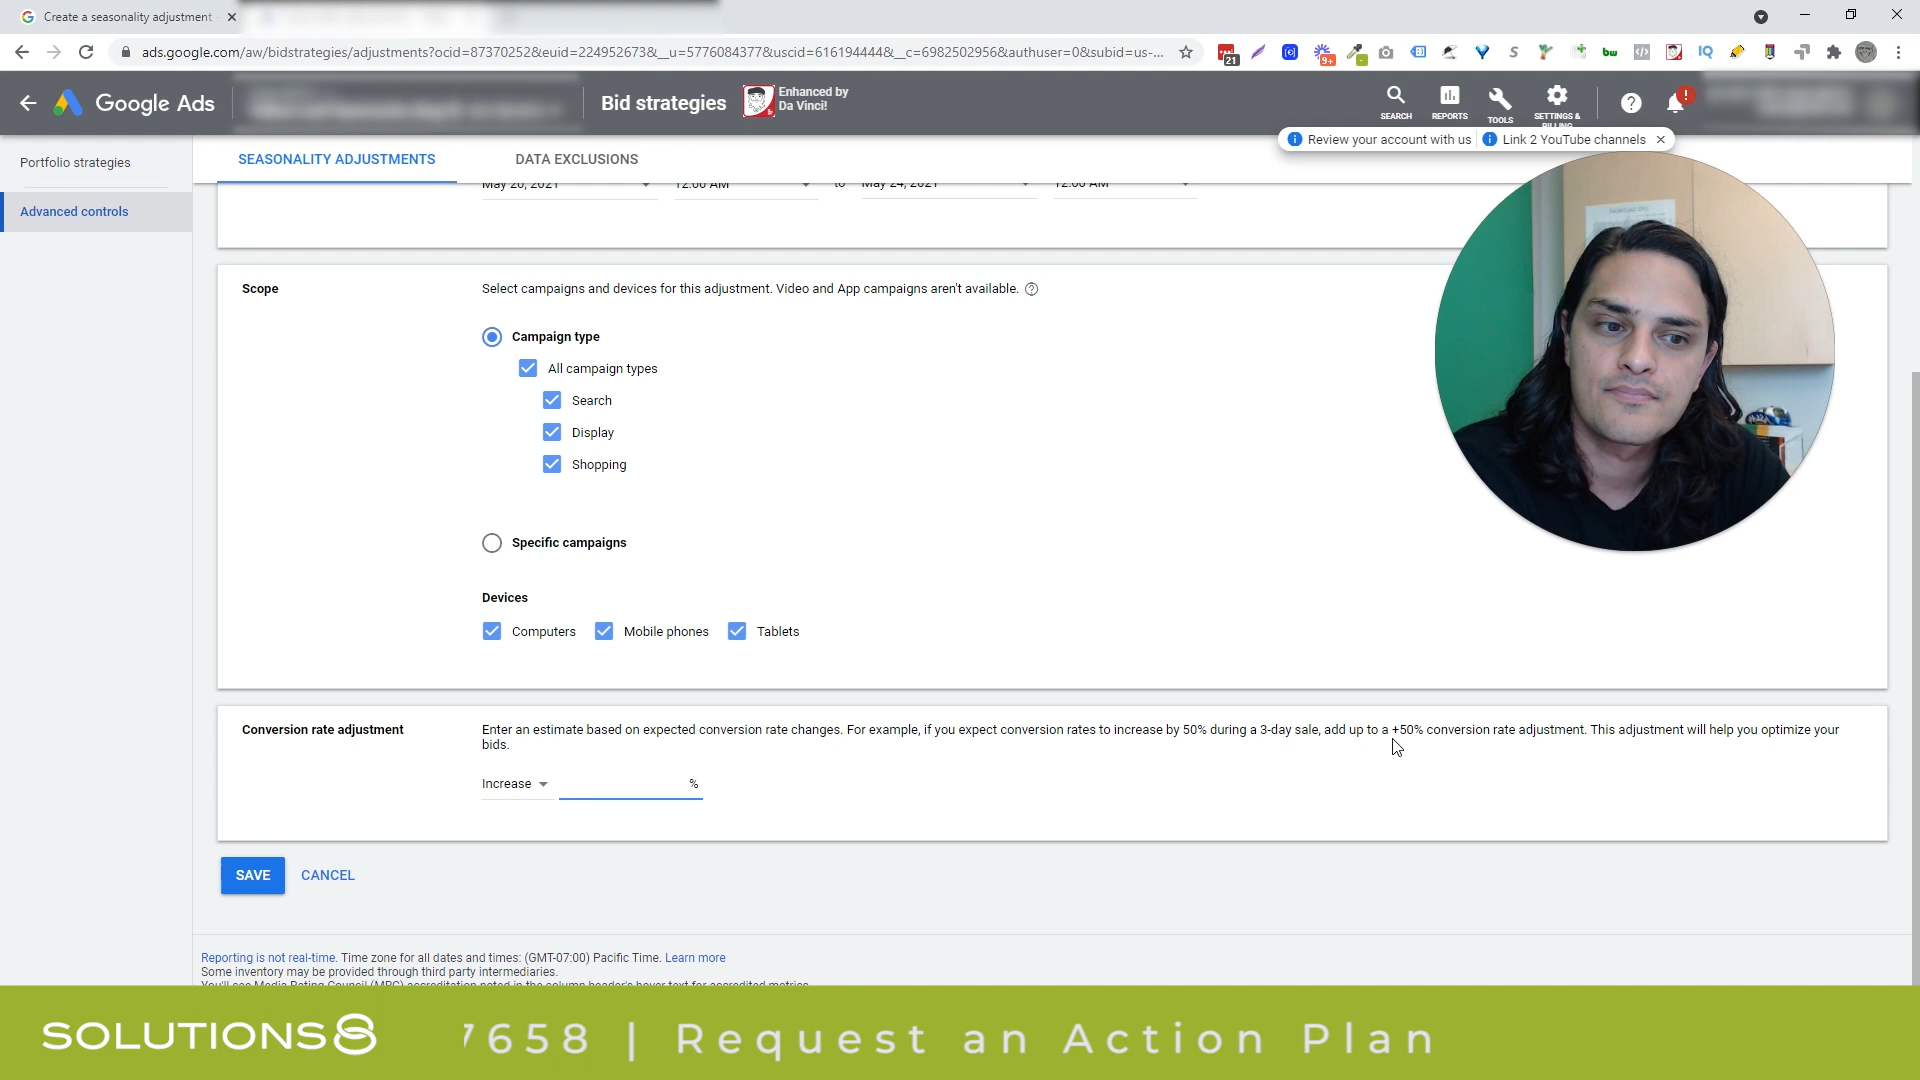 Create a seasonality adjustment
ads.google.com/aw/bidstrategies/adjustments?ocid=87370252&euid=224952673&__u=5776084377&uscid=616194444&__c=6982502956&authuser=0&subid=us-...
21
9+
bw
IQ
Google Ads
Bid strategies
Enhanced by
Da Vinci!
SEARCH
REPORTS
TOOLS
SETTINGS &
BILLING
Review your account with us
Link 2 YouTube channels
Portfolio strategies
Advanced controls
SEASONALITY ADJUSTMENTS
DATA EXCLUSIONS
May 20, 2021
12:00 AM
to
May 24, 2021
12:00 AM
Scope
Select campaigns and devices for this adjustment. Video and App campaigns aren't available.
Campaign type
All campaign types
Search
Display
Shopping
Specific campaigns
Devices
Computers
Mobile phones
Tablets
Conversion rate adjustment
Enter an estimate based on expected conversion rate changes. For example, if you expect conversion rates to increase by 50% during a 3-day sale, add up to a +50% conversion rate adjustment. This adjustment will help you optimize your
bids.
Increase
%
SAVE
CANCEL
Reporting is not real-time. Time zone for all dates and times: (GMT-07:00) Pacific Time. Learn more
Some inventory may be provided through third party intermediaries.
You'll see Media Rating Council (MRC) accreditation noted in the column header's hover text for accredited metrics.
SOLUTIONS8
7658 | Request an Action Plan